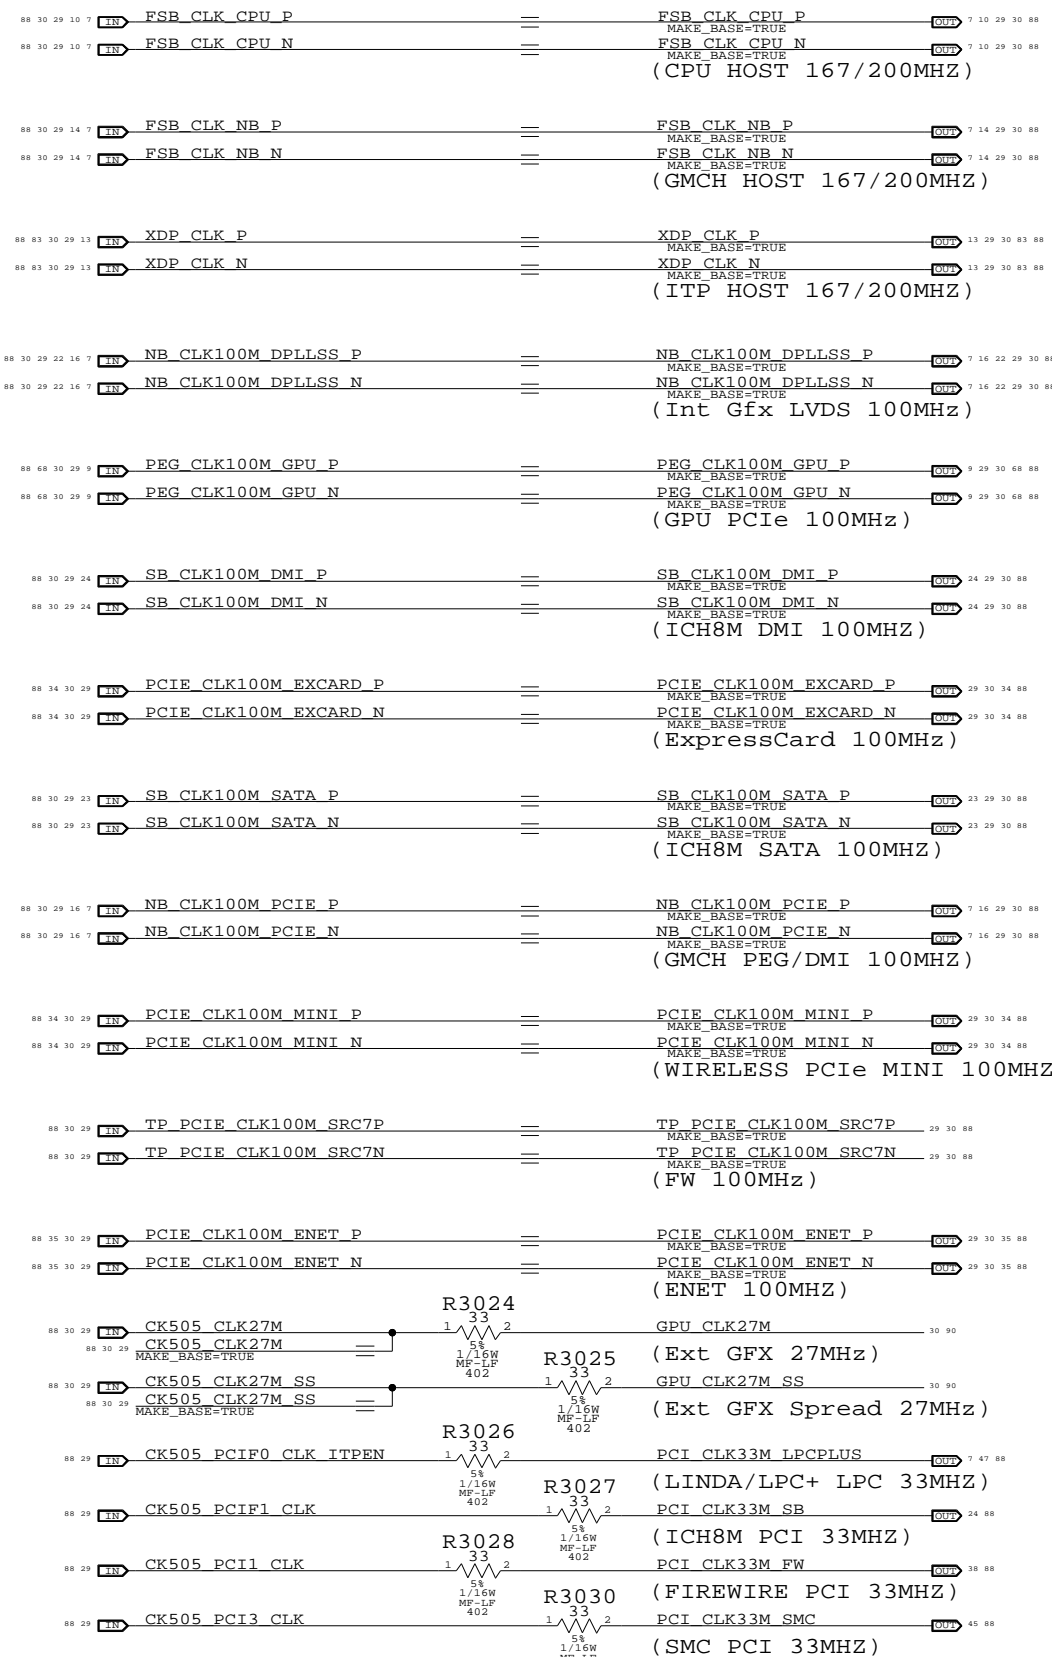 88 30 29 10 7 IN FSB_CLK_CPU_P FSB_CLK_CPU_P OUT 7 10 29 30 88
MAKE_BASE=TRUE
88 30 29 10 7 IN FSB_CLK_CPU_N FSB_CLK_CPU_N OUT 7 10 29 30 88
MAKE_BASE=TRUE
(CPU HOST 167/200MHZ)
88 30 29 14 7 IN FSB_CLK_NB_P FSB_CLK_NB_P OUT 7 14 29 30 88
MAKE_BASE=TRUE
88 30 29 14 7 IN FSB_CLK_NB_N FSB_CLK_NB_N OUT 7 14 29 30 88
MAKE_BASE=TRUE
(GMCH HOST 167/200MHZ)
88 83 30 29 13 IN XDP_CLK_P XDP_CLK_P OUT 13 29 30 83 88
MAKE_BASE=TRUE
88 83 30 29 13 IN XDP_CLK_N XDP_CLK_N OUT 13 29 30 83 88
MAKE_BASE=TRUE
(ITP HOST 167/200MHZ)
88 30 29 22 16 7 IN NB_CLK100M_DPLLSS_P NB_CLK100M_DPLLSS_P OUT 7 16 22 29 30 88
MAKE_BASE=TRUE
88 30 29 22 16 7 IN NB_CLK100M_DPLLSS_N NB_CLK100M_DPLLSS_N OUT 7 16 22 29 30 88
MAKE_BASE=TRUE
(Int Gfx LVDS 100MHz)
88 68 30 29 9 IN PEG_CLK100M_GPU_P PEG_CLK100M_GPU_P OUT 9 29 30 68 88
MAKE_BASE=TRUE
88 68 30 29 9 IN PEG_CLK100M_GPU_N PEG_CLK100M_GPU_N OUT 9 29 30 68 88
MAKE_BASE=TRUE
(GPU PCIe 100MHz)
88 30 29 24 IN SB_CLK100M_DMI_P SB_CLK100M_DMI_P OUT 24 29 30 88
MAKE_BASE=TRUE
88 30 29 24 IN SB_CLK100M_DMI_N SB_CLK100M_DMI_N OUT 24 29 30 88
MAKE_BASE=TRUE
(ICH8M DMI 100MHZ)
88 34 30 29 IN PCIE_CLK100M_EXCARD_P PCIE_CLK100M_EXCARD_P OUT 29 30 34 88
MAKE_BASE=TRUE
88 34 30 29 IN PCIE_CLK100M_EXCARD_N PCIE_CLK100M_EXCARD_N OUT 29 30 34 88
MAKE_BASE=TRUE
(ExpressCard 100MHz)
88 30 29 23 IN SB_CLK100M_SATA_P SB_CLK100M_SATA_P OUT 23 29 30 88
MAKE_BASE=TRUE
88 30 29 23 IN SB_CLK100M_SATA_N SB_CLK100M_SATA_N OUT 23 29 30 88
MAKE_BASE=TRUE
(ICH8M SATA 100MHZ)
88 30 29 16 7 IN NB_CLK100M_PCIE_P NB_CLK100M_PCIE_P OUT 7 16 29 30 88
MAKE_BASE=TRUE
88 30 29 16 7 IN NB_CLK100M_PCIE_N NB_CLK100M_PCIE_N OUT 7 16 29 30 88
MAKE_BASE=TRUE
(GMCH PEG/DMI 100MHZ)
88 34 30 29 IN PCIE_CLK100M_MINI_P PCIE_CLK100M_MINI_P OUT 29 30 34 88
MAKE_BASE=TRUE
88 34 30 29 IN PCIE_CLK100M_MINI_N PCIE_CLK100M_MINI_N OUT 29 30 34 88
MAKE_BASE=TRUE
(WIRELESS PCIe MINI 100MHZ
88 30 29 IN TP_PCIE_CLK100M_SRC7P TP_PCIE_CLK100M_SRC7P 29 30 88
MAKE_BASE=TRUE
88 30 29 IN TP_PCIE_CLK100M_SRC7N TP_PCIE_CLK100M_SRC7N 29 30 88
MAKE_BASE=TRUE
(FW 100MHz)
88 35 30 29 IN PCIE_CLK100M_ENET_P PCIE_CLK100M_ENET_P OUT 29 30 35 88
MAKE_BASE=TRUE
88 35 30 29 IN PCIE_CLK100M_ENET_N PCIE_CLK100M_ENET_N OUT 29 30 35 88
MAKE_BASE=TRUE
(ENET 100MHZ)
R3024
88 30 29 IN CK505_CLK27M 1 33 2 GPU_CLK27M 30 90
88 30 29 CK505_CLK27M
MAKE_BASE=TRUE
5%
1/16W
MF-LF
402
(Ext GFX 27MHz)
R3025
88 30 29 IN CK505_CLK27M_SS 1 33 2 GPU_CLK27M_SS 30 90
88 30 29 CK505_CLK27M_SS
MAKE_BASE=TRUE
5%
1/16W
MF-LF
402
(Ext GFX Spread 27MHz)
R3026
88 29 IN CK505_PCIF0_CLK_ITPEN 1 33 2 PCI_CLK33M_LPCPLUS OUT 7 47 88
5%
1/16W
MF-LF
402
(LINDA/LPC+ LPC 33MHZ)
R3027
88 29 IN CK505_PCIF1_CLK 1 33 2 PCI_CLK33M_SB OUT 24 88
5%
1/16W
MF-LF
402
(ICH8M PCI 33MHZ)
R3028
88 29 IN CK505_PCI1_CLK 1 33 2 PCI_CLK33M_FW OUT 38 88
5%
1/16W
MF-LF
402
(FIREWIRE PCI 33MHZ)
R3030
88 29 IN CK505_PCI3_CLK 1 33 2 PCI_CLK33M_SMC OUT 45 88
5%
1/16W
(SMC PCI 33MHZ)